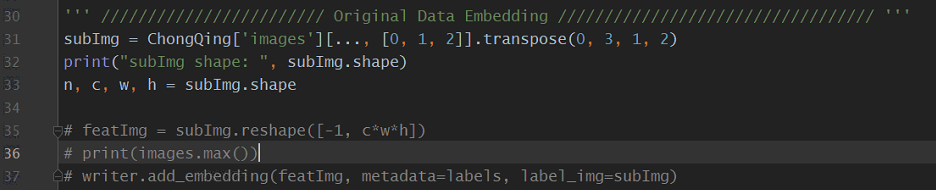 30 ''' //////////////////////// Original Data Embedding ////////////////////////////////// '''
31 subImg = ChongQing['images'][..., [0, 1, 2]].transpose(0, 3, 1, 2)
32 print("subImg shape: ", subImg.shape)
33 n, c, w, h = subImg.shape
34
35 # featImg = subImg.reshape([-1, c*w*h])
36 # print(images.max())
37 # writer.add_embedding(featImg, metadata=labels, label_img=subImg)